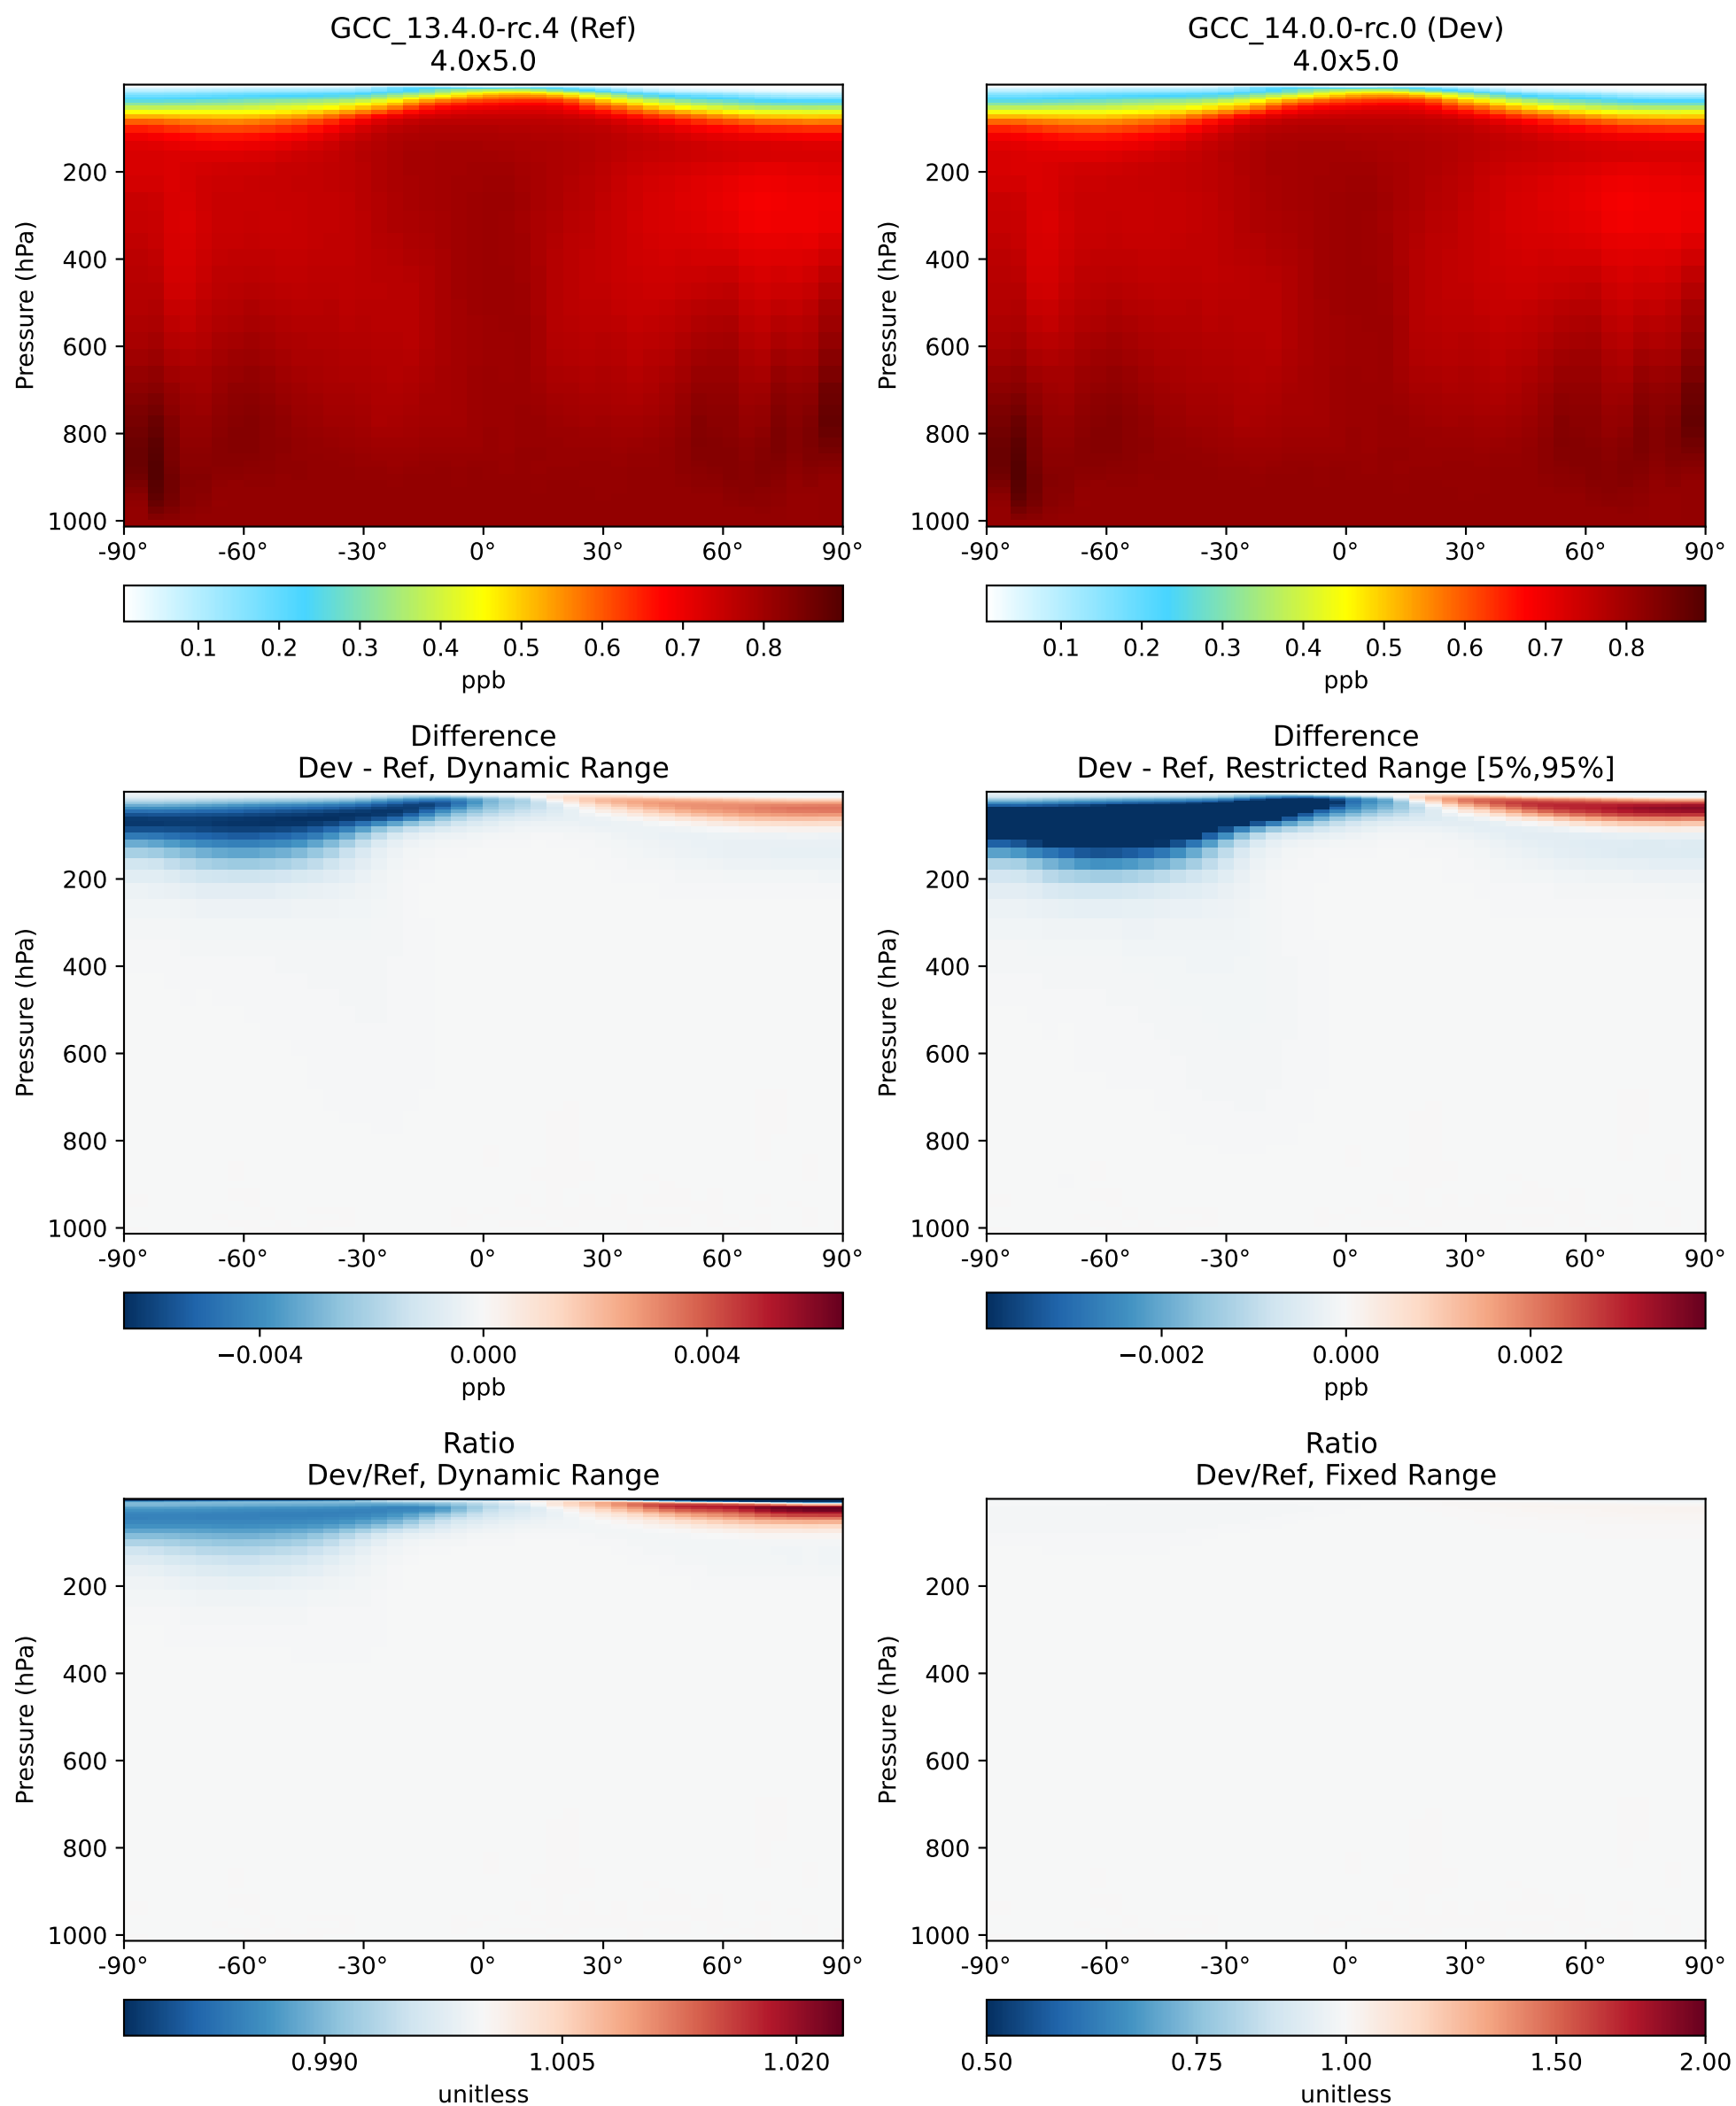 GCC_13.4.0-rc.4 (Ref)
4.0x5.0
Pressure (hPa)
200
400
600
800
1000
-90° -60° -30° 0° 30° 60° 90°
0.1 0.2 0.3 0.4 0.5 0.6 0.7 0.8
ppb
GCC_14.0.0-rc.0 (Dev)
4.0x5.0
Pressure (hPa)
200
400
600
800
1000
-90° -60° -30° 0° 30° 60° 90°
0.1 0.2 0.3 0.4 0.5 0.6 0.7 0.8
ppb
Difference
Dev - Ref, Dynamic Range
Pressure (hPa)
200
400
600
800
1000
-90° -60° -30° 0° 30° 60° 90°
−0.004 0.000 0.004
ppb
Difference
Dev - Ref, Restricted Range [5%,95%]
Pressure (hPa)
200
400
600
800
1000
-90° -60° -30° 0° 30° 60° 90°
−0.002 0.000 0.002
ppb
Ratio
Dev/Ref, Dynamic Range
Pressure (hPa)
200
400
600
800
1000
-90° -60° -30° 0° 30° 60° 90°
0.990 1.005 1.020
unitless
Ratio
Dev/Ref, Fixed Range
Pressure (hPa)
200
400
600
800
1000
-90° -60° -30° 0° 30° 60° 90°
0.50 0.75 1.00 1.50 2.00
unitless